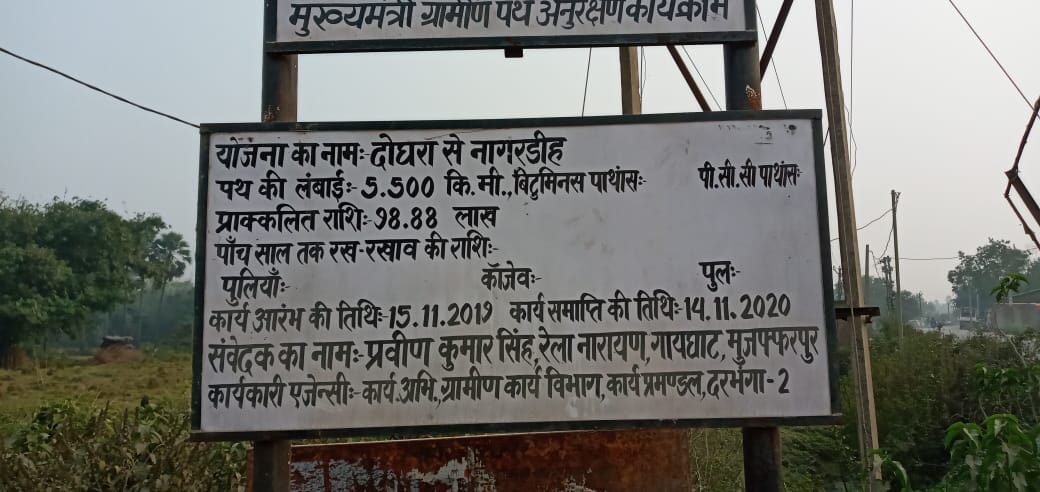 मुख्यमंत्री ग्रामीण पथ अनुरक्षण कार्यक्रम
योजना का नामः- दोघरा से नागरडीह
पथ की लंबाईः- 5.500 कि.मी., बिटुमिनस पाथांसः- पी.सी.सी पाथांसः-
प्राक्कलित राशिः- ९8.88 लाख
पाँच साल तक रख-रखाव की राशिः-
पुलियाँः- कॉजेवः- पुलः-
कार्य आरंभ की तिथिः-15.11.2019 कार्य समाप्ति की तिथिः-14.11.2020
संवेदक का नामः- प्रवीण कुमार सिंह, रेला नारायण, गायघाट, मुजफ्फरपुर
कार्यकारी एजेन्सीः- कार्य. अभि., ग्रामीण कार्य विभाग, कार्य प्रमण्डल, दरभंगा-2